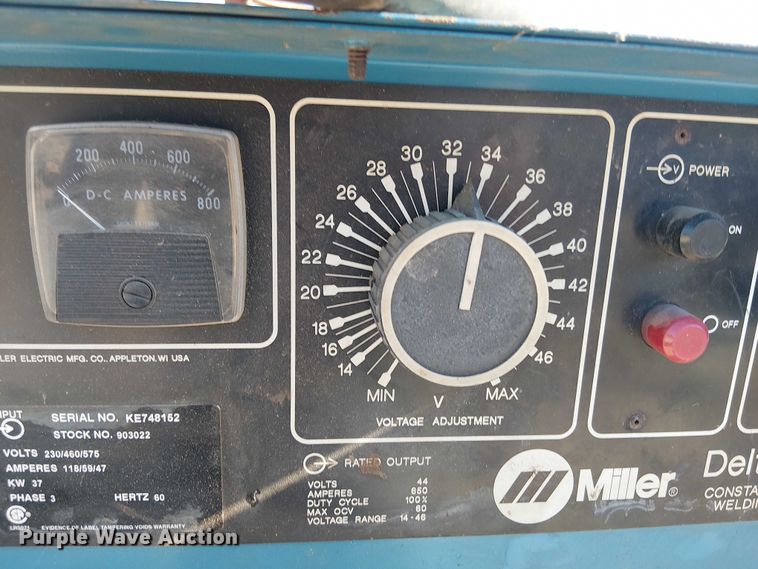 200 400 600
0 800
D-C AMPERES
LER ELECTRIC MFG. CO., APPLETON, WI USA
14 16 18 20 22 24 26 28 30 32 34 36 38 40 42 44 46
MIN V MAX
VOLTAGE ADJUSTMENT
V POWER
ON
OFF
INPUT
SERIAL NO. KE748152
STOCK NO. 903022
VOLTS 230/460/575
AMPERES 118/59/47
KW 37
PHASE 3 HERTZ 60
LR5971 EVIDENCE OF LABEL TAMPERING VOIDS WARRANTY
RATED OUTPUT
VOLTS 44
AMPERES 650
DUTY CYCLE 100%
MAX OCV 60
VOLTAGE RANGE 14-46
Miller®
Delt
CONSTA
WELDIN
Purple Wave Auction